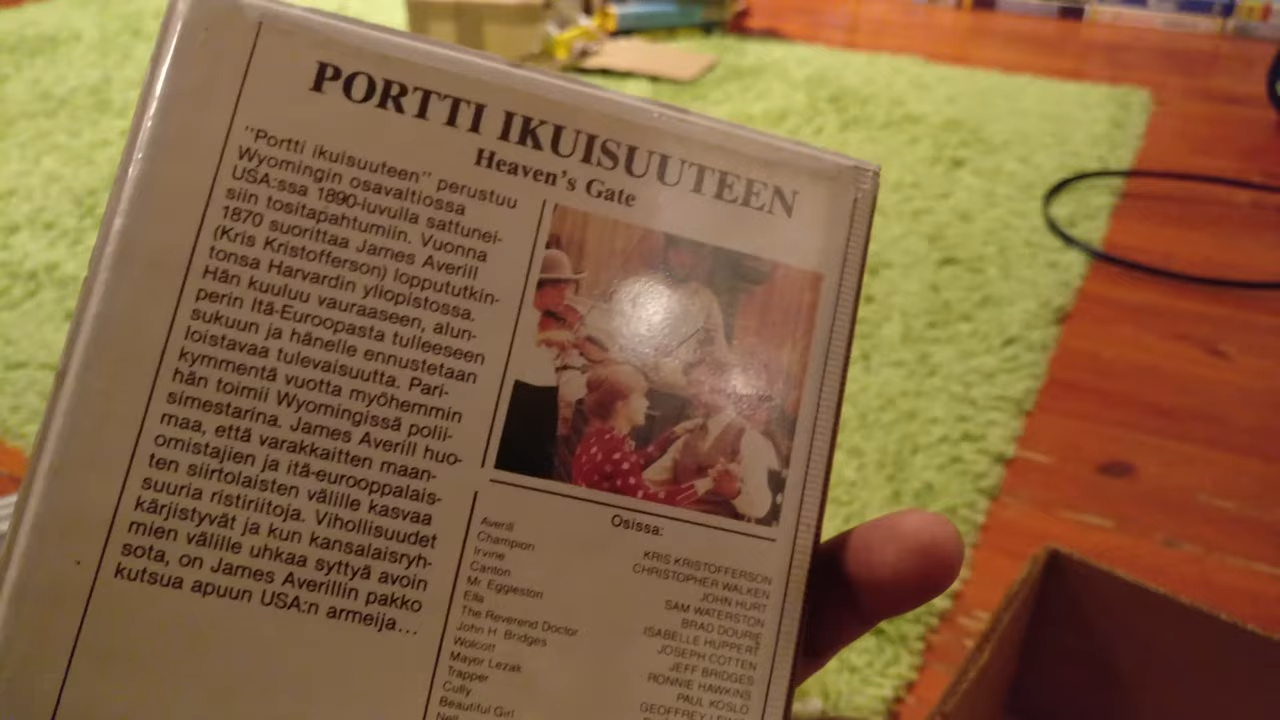 PORTTI IKUISUUTEEN
Heaven's Gate
"Portti ikuisuuteen" perustuu
Wyomingin osavaltiossa
USA:ssa 1890-luvulla sattunei-
siin tositapahtumiin. Vuonna
1870 suorittaa James Averill
(Kris Kristofferson) loppututkin-
tonsa Harvardin yliopistossa.
Hän kuuluu vauraaseen, alun-
perin Itä-Euroopasta tulleeseen
sukuun ja hänelle ennustetaan
loistavaa tulevaisuutta. Pari-
kymmentä vuotta myöhemmin
hän toimii Wyomingissä polii-
simestarina. James Averill huo-
maa, että varakkaitten maan-
omistajien ja itä-eurooppalais-
ten siirtolaisten välille kasvaa
suuria ristiriitoja. Vihollisuudet
kärjistyvät ja kun kansalaisryh-
mien välille uhkaa syttyä avoin
sota, on James Averillin pakko
kutsua apuun USA:n armeija...
Osissa:
Averill KRIS KRISTOFFERSON
Champion CHRISTOPHER WALKEN
Irvine JOHN HURT
Canton SAM WATERSTON
Mr. Eggleston BRAD DOURIF
Ella ISABELLE HUPPERT
The Reverend Doctor JOSEPH COTTEN
John H. Bridges JEFF BRIDGES
Wolcott RONNIE HAWKINS
Mayor Lezak PAUL KOSLO
Trapper GEOFFREY
Cully
Beautiful Girl